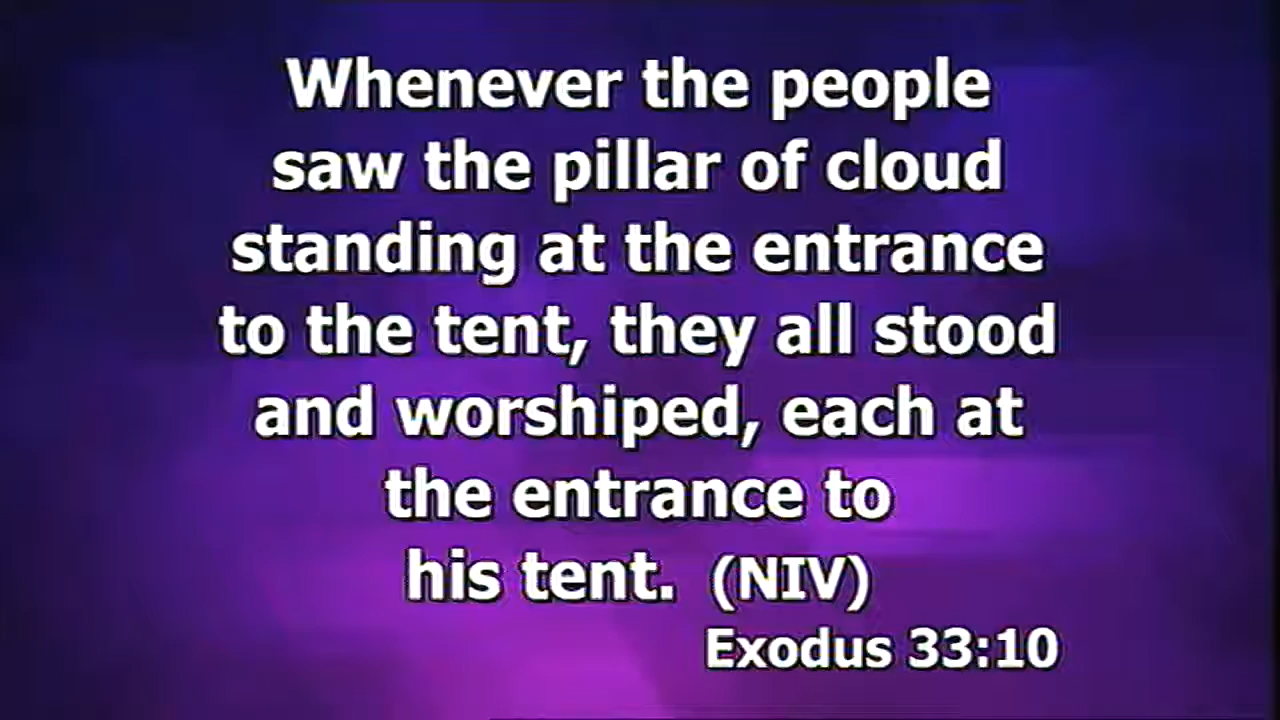 Whenever the people
saw the pillar of cloud
standing at the entrance
to the tent, they all stood
and worshiped, each at
the entrance to
his tent. (NIV)
Exodus 33:10